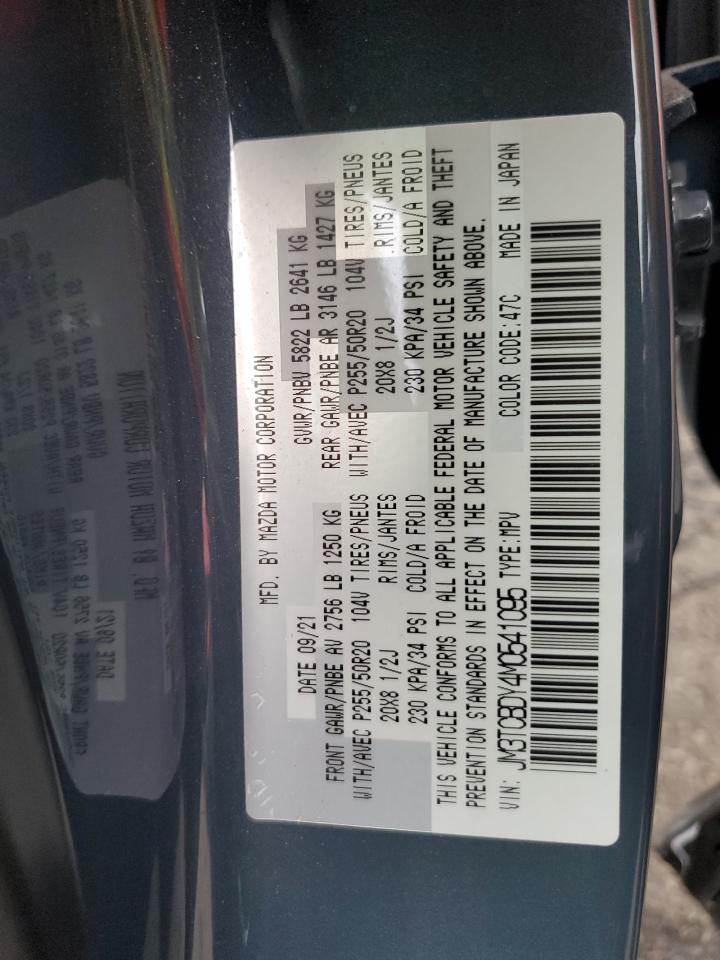 MFD. BY MAZDA MOTOR CORPORATION
DATE 09/21 GVWR/PNBV 5822 LB 2641 KG
FRONT GAWR/PNBE AV 2756 LB 1250 KG REAR GAWR/PNBE AR 3146 LB 1427 KG
WITH/AVEC P255/50R20 104V TIRES/PNEUS WITH/AVEC P255/50R20 104V TIRES/PNEUS
20X8 1/2J RIMS/JANTES 20X8 1/2J RIMS/JANTES
230 KPA/34 PSI COLD/A FROID 230 KPA/34 PSI COLD/A FROID
THIS VEHICLE CONFORMS TO ALL APPLICABLE FEDERAL MOTOR VEHICLE SAFETY AND THEFT
PREVENTION STANDARDS IN EFFECT ON THE DATE OF MANUFACTURE SHOWN ABOVE.
VIN: JM3TCBDY4M0541095 TYPE:MPV COLOR CODE:47C MADE IN JAPAN